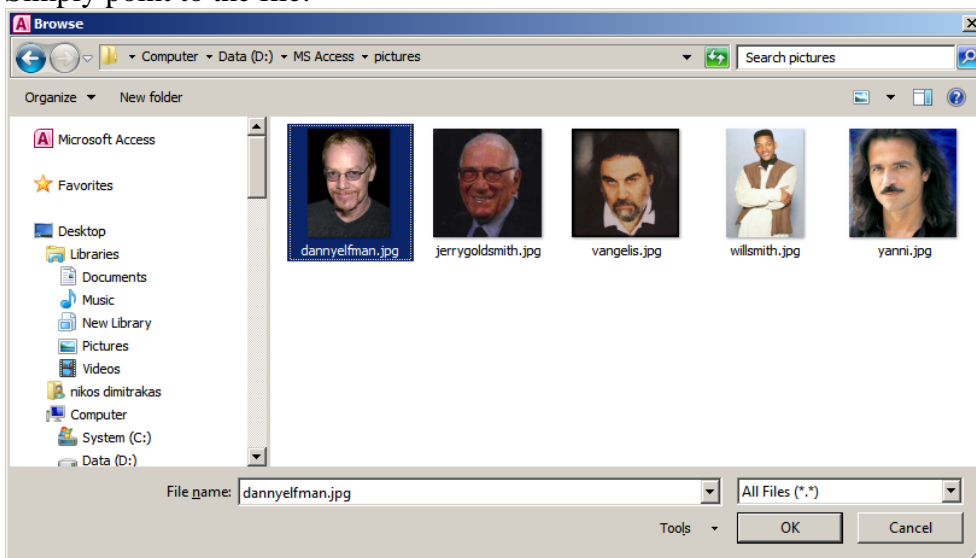 Simply point to the file:
Browse
Computer Data (D:) MS Access pictures
Search pictures
Organize New folder
Microsoft Access
Favorites
Desktop
Libraries
Documents
Music
New Library
Pictures
Videos
nikos dimitrakas
Computer
System (C:)
Data (D:)
dannyelfman.jpg
jerrygoldsmith.jpg
vangelis.jpg
willsmith.jpg
yanni.jpg
File name: dannyelfman.jpg
All Files (*.*)
Tools
OK
Cancel